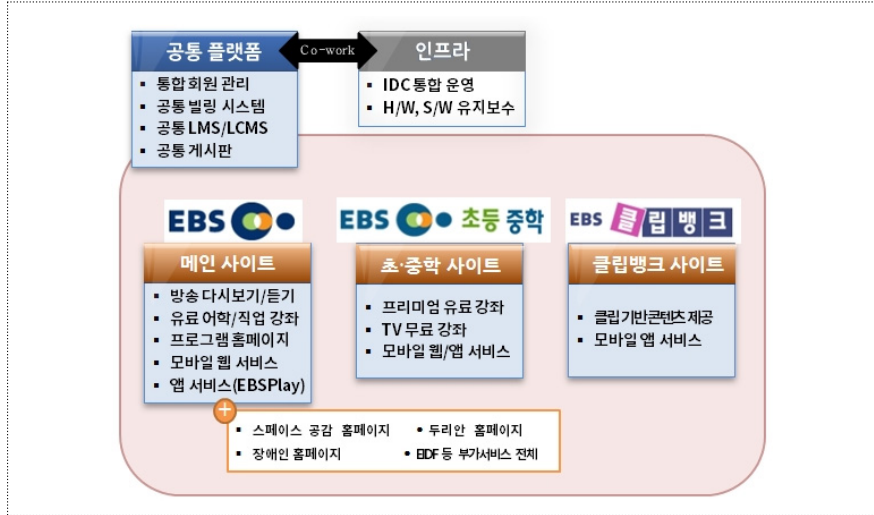 공통 플랫폼
Co-work
인프라
▪ 통합 회원 관리
▪ 공통 빌링 시스템
▪ 공통 LMS/LCMS
▪ 공통 게시판
▪ IDC 통합 운영
▪ H/W, S/W 유지보수
EBS
메인 사이트
▪ 방송 다시보기/듣기
▪ 유료 어학/직업 강좌
▪ 프로그램 홈페이지
▪ 모바일 웹 서비스
▪ 앱 서비스(EBSPlay)
EBS 초등 중학
초·중학 사이트
▪ 프리미엄 유료 강좌
▪ TV 무료 강좌
▪ 모바일 웹/앱 서비스
EBS 클립뱅크
클립뱅크 사이트
▪ 클립 기반 콘텐츠 제공
▪ 모바일 앱 서비스
+
▪ 스페이스 공감 홈페이지
• 두리안 홈페이지
▪ 장애인 홈페이지
• EIDF 등 부가서비스 전체